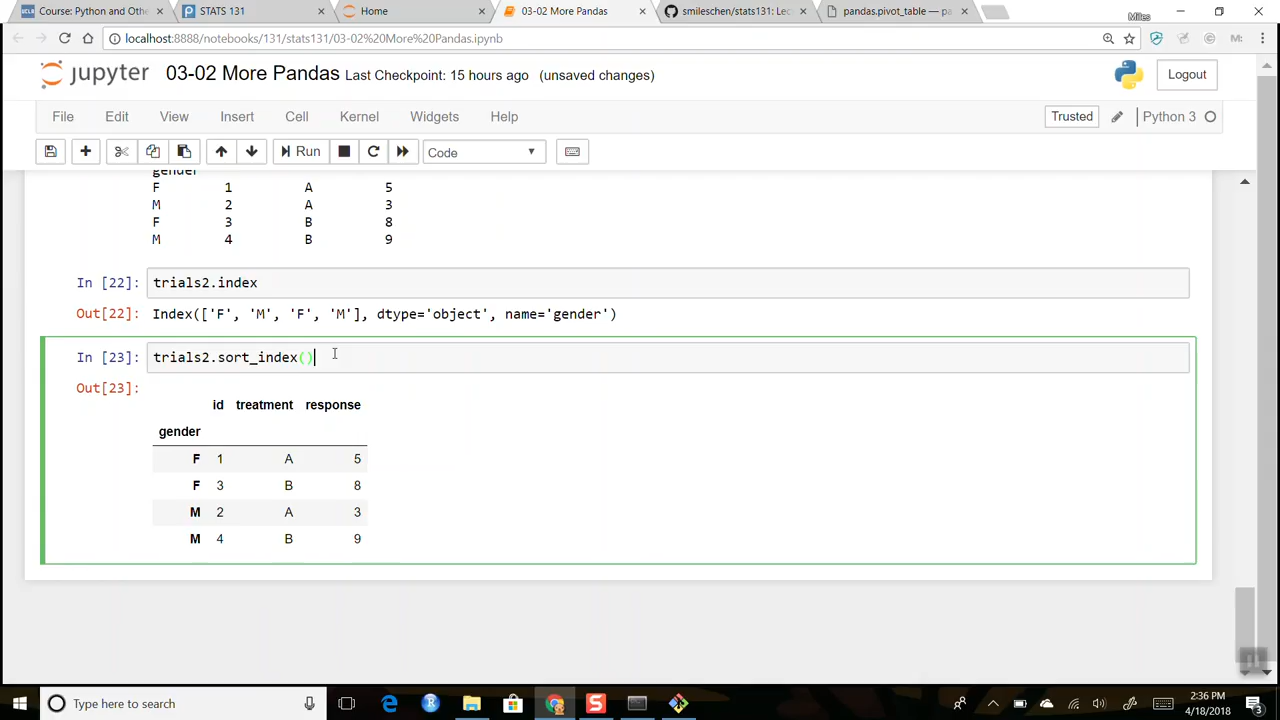 Course: Python and Othe
STATS 131
Home
03-02 More Pandas
smileschen/stats131: Lec
pandas.pivot_table — pa
Miles
localhost:8888/notebooks/131/stats131/03-02%20More%20Pandas.ipynb
jupyter 03-02 More Pandas Last Checkpoint: 15 hours ago (unsaved changes)
Logout
File Edit View Insert Cell Kernel Widgets Help
Trusted
Python 3
Run
Code
gender
F 1 A 5
M 2 A 3
F 3 B 8
M 4 B 9
In [22]: trials2.index
Out[22]: Index(['F', 'M', 'F', 'M'], dtype='object', name='gender')
In [23]: trials2.sort_index()
Out[23]:
id treatment response
gender
F 1 A 5
F 3 B 8
M 2 A 3
M 4 B 9
Type here to search
2:36 PM
4/18/2018
3